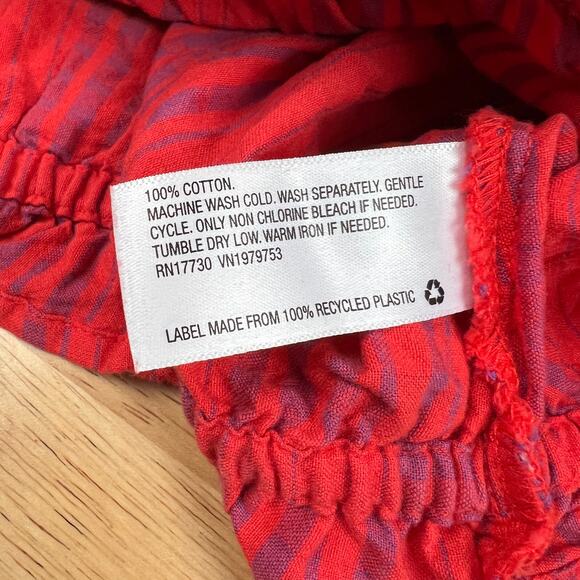 100% COTTON.
MACHINE WASH COLD. WASH SEPARATELY. GENTLE
CYCLE. ONLY NON CHLORINE BLEACH IF NEEDED.
TUMBLE DRY LOW. WARM IRON IF NEEDED.
RN17730 VN1979753
LABEL MADE FROM 100% RECYCLED PLASTIC